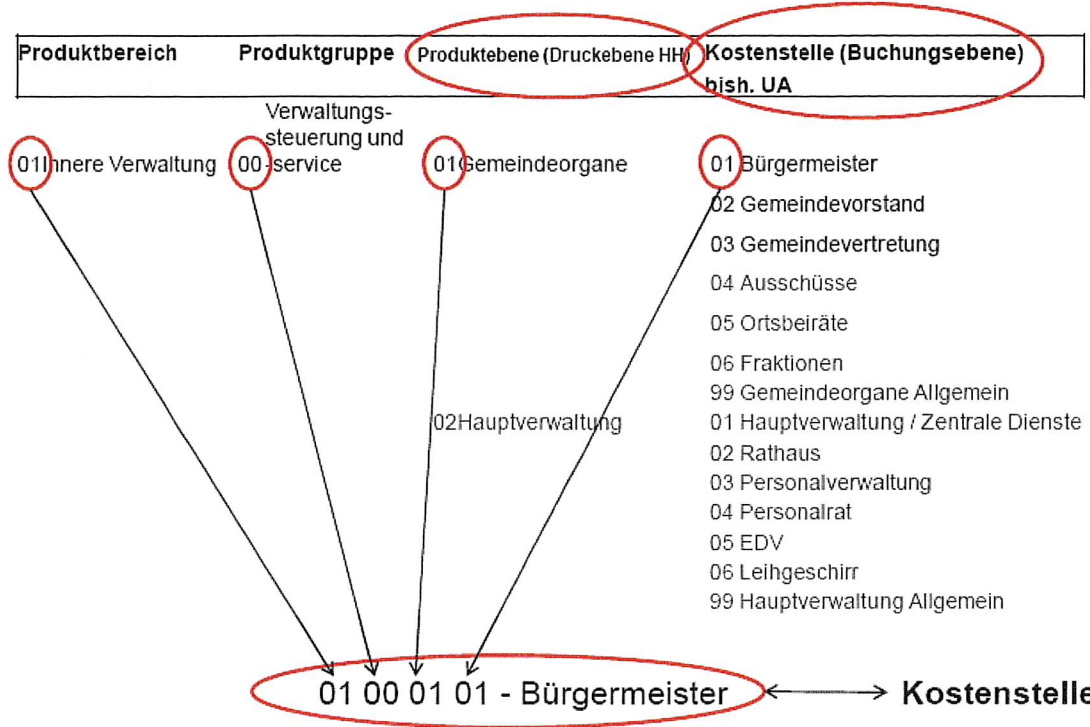 Produktbereich Produktgruppe Produktebene (Druckebene HH) Kostenstelle (Buchungsebene)
bish. UA
Verwaltungs-
steuerung und
01 Innere Verwaltung 00 -service 01 Gemeindeorgane 01 Bürgermeister
02 Gemeindevorstand
03 Gemeindevertretung
04 Ausschüsse
05 Ortsbeiräte
06 Fraktionen
99 Gemeindeorgane Allgemein
02 Hauptverwaltung 01 Hauptverwaltung / Zentrale Dienste
02 Rathaus
03 Personalverwaltung
04 Personalrat
05 EDV
06 Leihgeschirr
99 Hauptverwaltung Allgemein
01 00 01 01 - Bürgermeister Kostenstelle